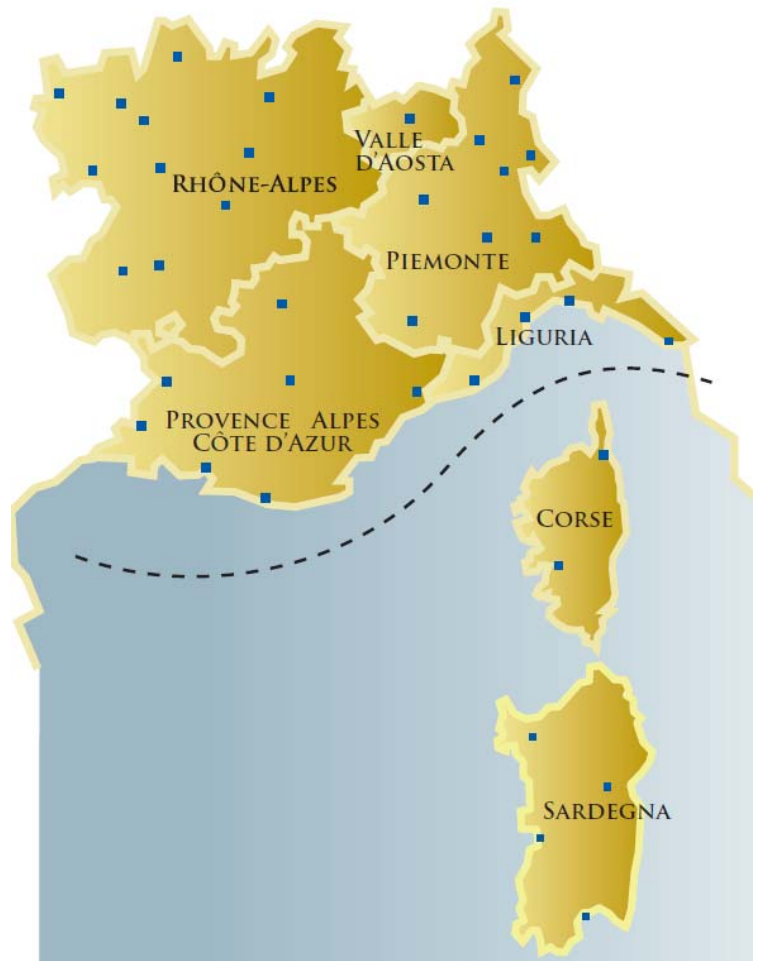 VALLE
D'AOSTA
RHÔNE-ALPES
PIEMONTE
LIGURIA
PROVENCE ALPES
CÔTE D'AZUR
CORSE
SARDEGNA